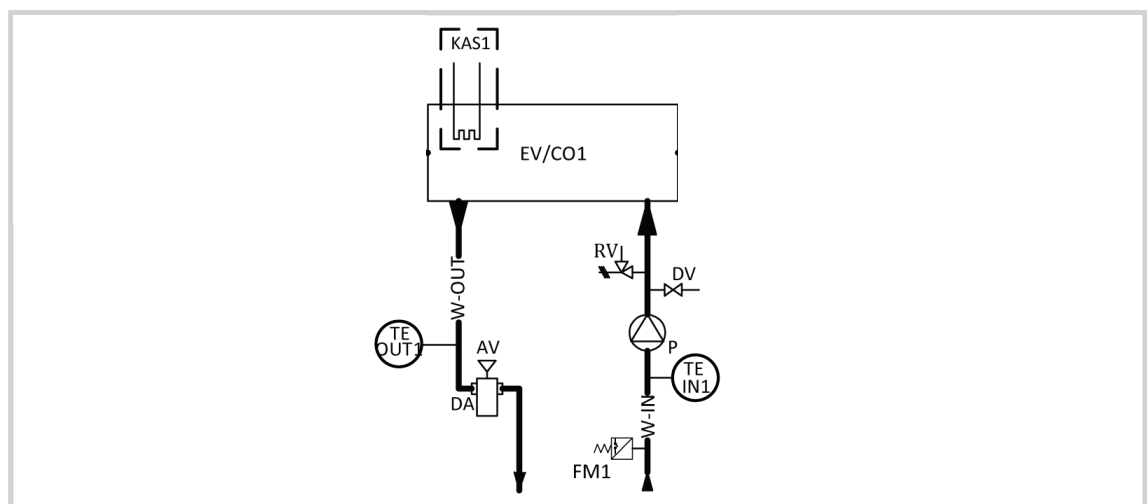 KAS1
EV/CO1
RV
DV
W-OUT
TE
OUT1
AV
P
TE
IN1
DA
W-IN
FM1